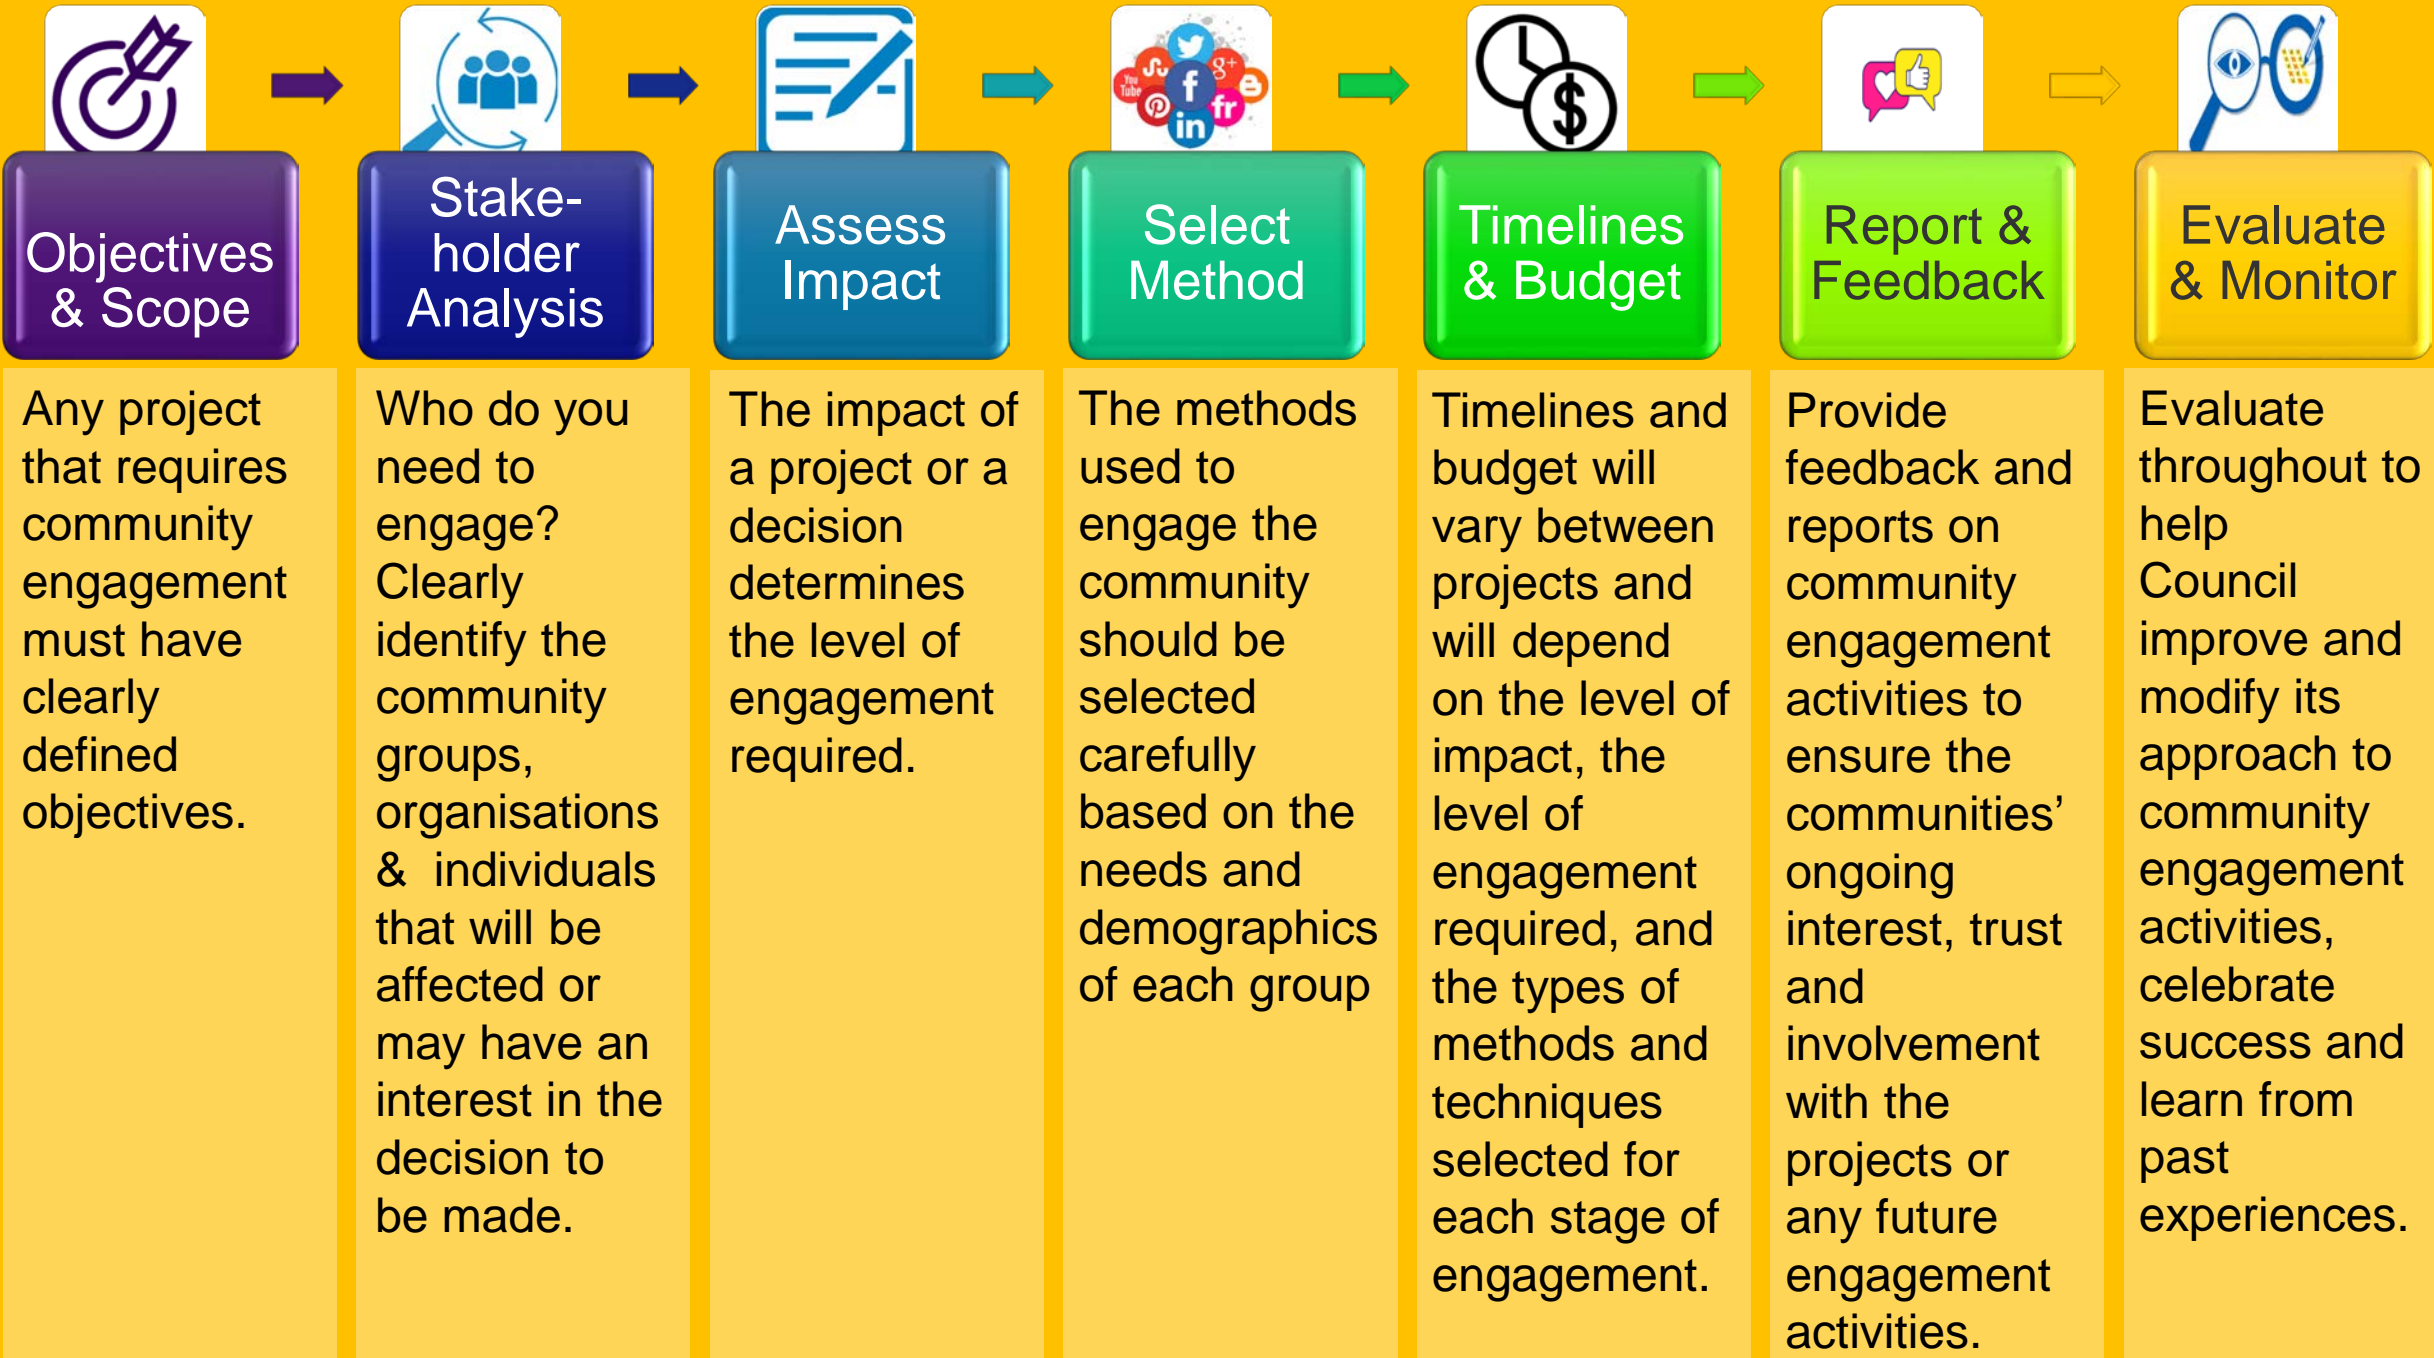 You
Tube
g+
f
fr
in
$
Objectives
& Scope
Stake-
holder
Analysis
Assess
Impact
Select
Method
Timelines
& Budget
Report &
Feedback
Evaluate
& Monitor
Any project
that requires
community
engagement
must have
clearly
defined
objectives.
Who do you
need to
engage?
Clearly
identify the
community
groups,
organisations
& individuals
that will be
affected or
may have an
interest in the
decision to
be made.
The impact of
a project or a
decision
determines
the level of
engagement
required.
The methods
used to
engage the
community
should be
selected
carefully
based on the
needs and
demographics
of each group
Timelines and
budget will
vary between
projects and
will depend
on the level of
impact, the
level of
engagement
required, and
the types of
methods and
techniques
selected for
each stage of
engagement.
Provide
feedback and
reports on
community
engagement
activities to
ensure the
communities’
ongoing
interest, trust
and
involvement
with the
projects or
any future
engagement
activities.
Evaluate
throughout to
help
Council
improve and
modify its
approach to
community
engagement
activities,
celebrate
success and
learn from
past
experiences.